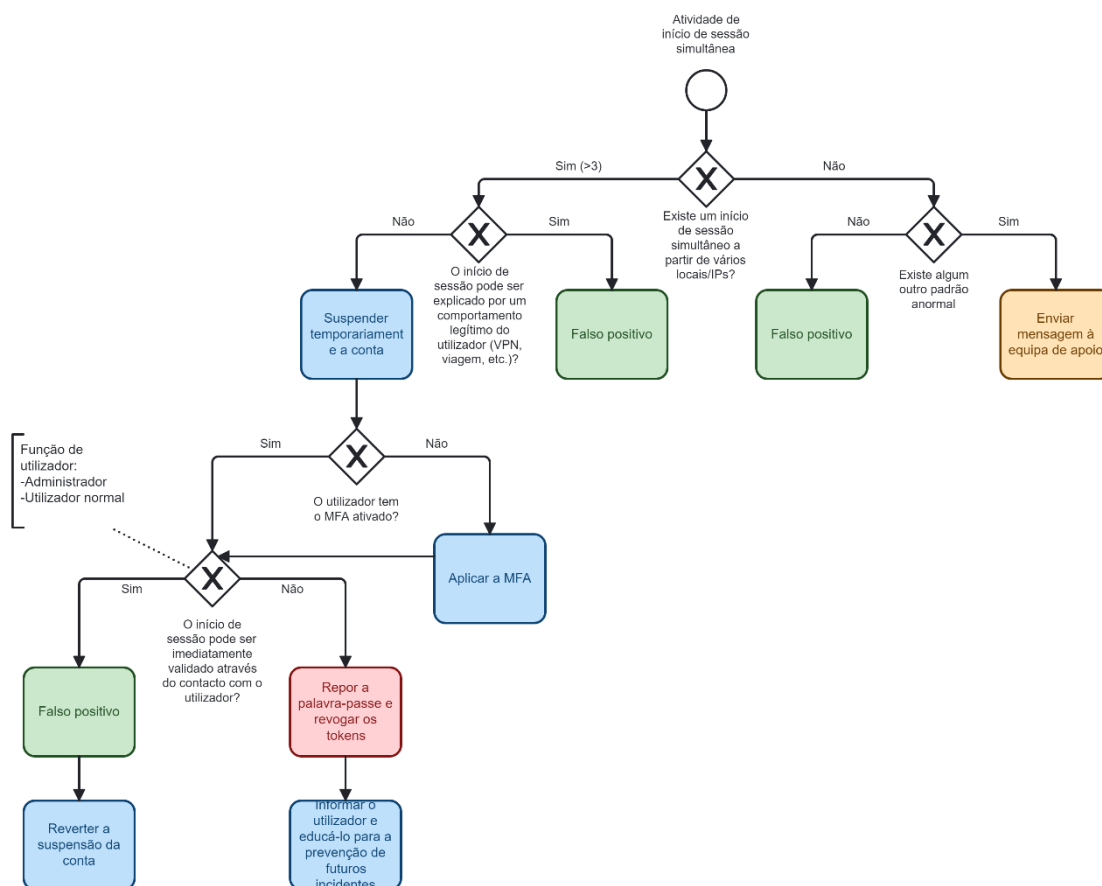 Atividade de
início de sessão
simultânea
Sim (>3)
Não
Existe um início
de sessão
simultâneo a
partir de vários
locais/IPs?
Não
Sim
O início de
sessão pode ser
explicado por um
comportamento
legítimo do
utilizador (VPN,
viagem, etc.)?
Não
Sim
Existe algum
outro padrão
anormal
Suspender
temporariament
e a conta
Falso positivo
Falso positivo
Enviar
mensagem à
equipa de apoio
Função de
utilizador:
-Administrador
-Utilizador normal
Sim
Não
O utilizador tem
o MFA ativado?
Aplicar a MFA
Sim
Não
O início de
sessão pode ser
imediatamente
validado através
do contacto com o
utilizador?
Falso positivo
Repor a
palavra-passe e
revogar os
tokens
Reverter a
suspensão da
conta
Informar o
utilizador e
educá-lo para a
prevenção de
futuros
incidentes